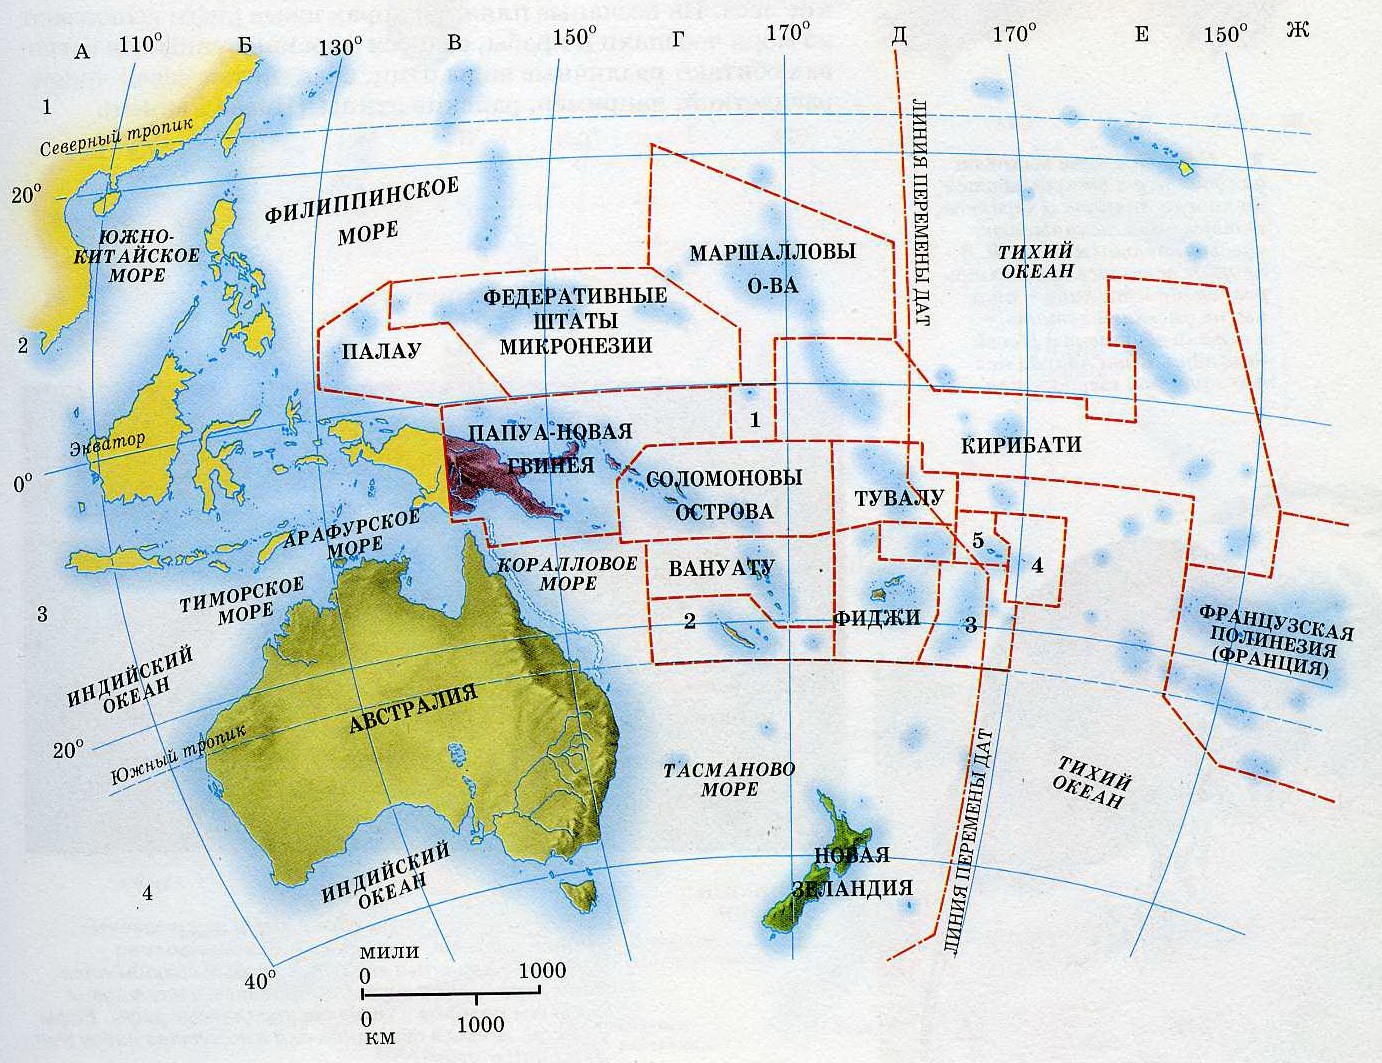 А
110°
Б
130°
В
150°
Г
170°
Д
170°
Е
150°
Ж
1
Северный тропик
20°
ФИЛИППИНСКОЕ
МОРЕ
ЮЖНО-
КИТАЙСКОЕ
МОРЕ
ЛИНИЯ ПЕРЕМЕНЫ ДАТ
МАРШАЛЛОВЫ
О-ВА
ТИХИЙ
ОКЕАН
ФЕДЕРАТИВНЫЕ
ШТАТЫ
МИКРОНЕЗИИ
2
ПАЛАУ
Экватор
0°
ПАПУА-НОВАЯ
ГВИНЕЯ
1
КИРИБАТИ
СОЛОМОНОВЫ
ОСТРОВА
ТУВАЛУ
АРАФУРСКОЕ
МОРЕ
5
4
КОРАЛЛОВОЕ
МОРЕ
ВАНУАТУ
ТИМОРСКОЕ
МОРЕ
3
2
ФИДЖИ
3
ФРАНЦУЗСКАЯ
ПОЛИНЕЗИЯ
(ФРАНЦИЯ)
ИНДИЙСКИЙ
ОКЕАН
АВСТРАЛИЯ
20°
Южный тропик
ТАСМАНОВО
МОРЕ
ЛИНИЯ ПЕРЕМЕНЫ ДАТ
ТИХИЙ
ОКЕАН
4
ИНДИЙСКИЙ
ОКЕАН
НОВАЯ
ЗЕЛАНДИЯ
40°
МИЛИ
0
1000
0
1000
КМ